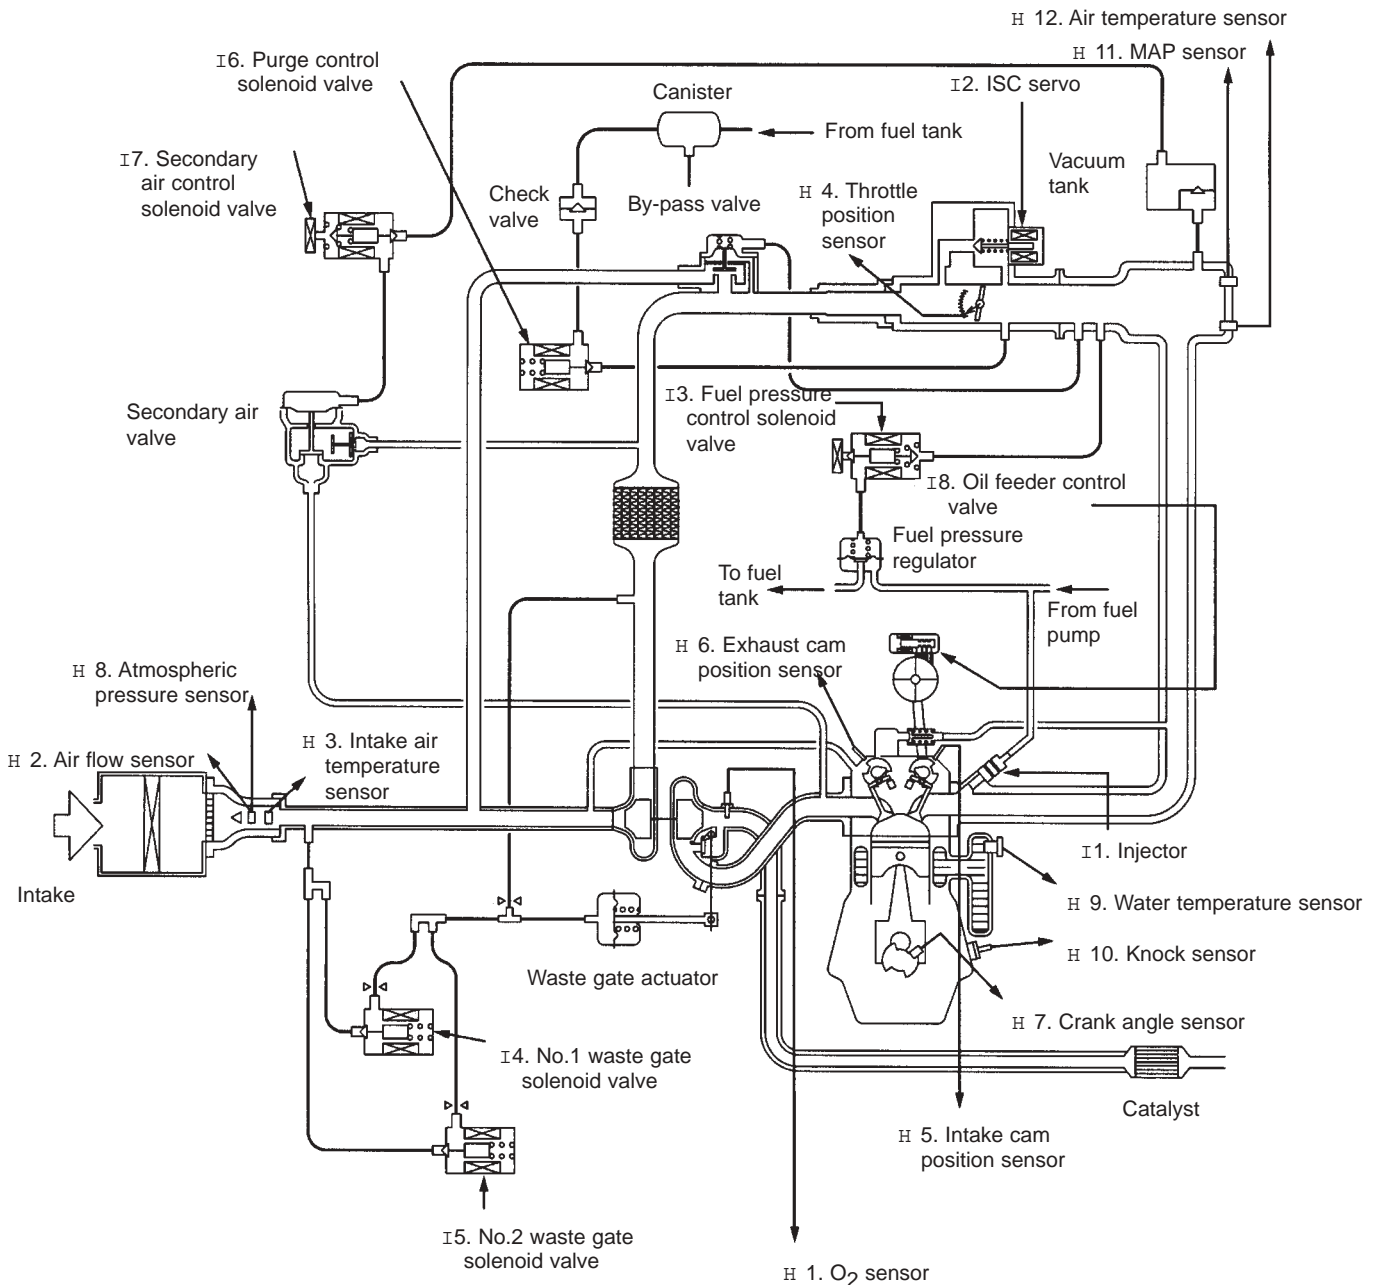 H 12. Air temperature sensor
H 11. MAP sensor
I6. Purge control
solenoid valve
I2. ISC servo
Canister
From fuel tank
I7. Secondary
air control
solenoid valve
Check
valve
By-pass valve
H 4. Throttle
position
sensor
Vacuum
tank
I3. Fuel pressure
control solenoid
valve
Secondary air
valve
I8. Oil feeder control
valve
Fuel pressure
regulator
To fuel
tank
From fuel
pump
H 6. Exhaust cam
position sensor
H 8. Atmospheric
pressure sensor
H 3. Intake air
temperature
sensor
H 2. Air flow sensor
Intake
I1. Injector
H 9. Water temperature sensor
H 10. Knock sensor
Waste gate actuator
H 7. Crank angle sensor
I4. No.1 waste gate
solenoid valve
Catalyst
H 5. Intake cam
position sensor
I5. No.2 waste gate
solenoid valve
H 1. O2 sensor